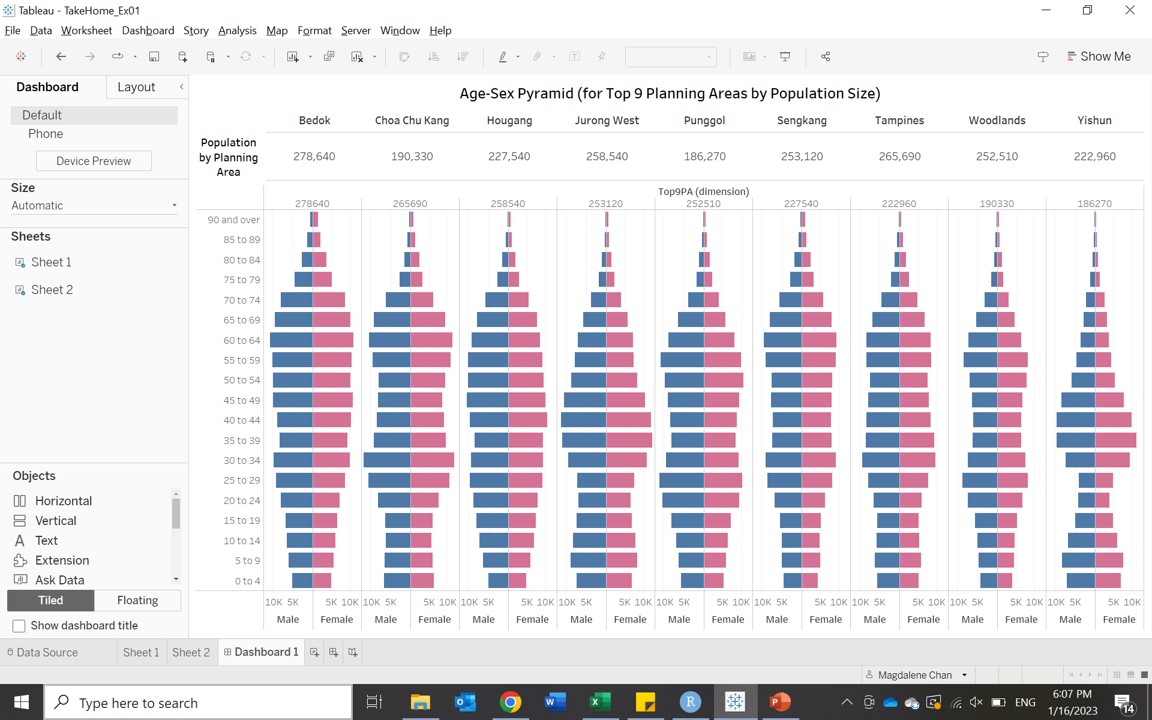 Tableau - TakeHome_Ex01
File Data Worksheet Dashboard Story Analysis Map Format Server Window Help
Show Me
Dashboard Layout
Default
Phone
Device Preview
Size
Automatic
Sheets
Sheet 1
Sheet 2
Objects
Horizontal
Vertical
A Text
Extension
Ask Data
Tiled Floating
Show dashboard title
Age-Sex Pyramid (for Top 9 Planning Areas by Population Size)
Bedok Choa Chu Kang Hougang Jurong West Punggol Sengkang Tampines Woodlands Yishun
Population
by Planning
Area
278,640 190,330 227,540 258,540 186,270 253,120 265,690 252,510 222,960
Top9PA (dimension)
278640 265690 258540 253120 252510 227540 222960 190330 186270
90 and over
85 to 89
80 to 84
75 to 79
70 to 74
65 to 69
60 to 64
55 to 59
50 to 54
45 to 49
40 to 44
35 to 39
30 to 34
25 to 29
20 to 24
15 to 19
10 to 14
5 to 9
0 to 4
10K 5K 5K 10K 10K 5K 5K 10K 10K 5K 5K 10K 10K 5K 5K 10K 10K 5K 5K 10K 10K 5K 5K 10K 10K 5K 5K 10K 10K 5K 5K 10K 10K 5K 5K 10K
Male Female Male Female Male Female Male Female Male Female Male Female Male Female Male Female Male Female
Data Source Sheet 1 Sheet 2 Dashboard 1
Magdalene Chan
Type here to search
ENG
6:07 PM
1/16/2023
14